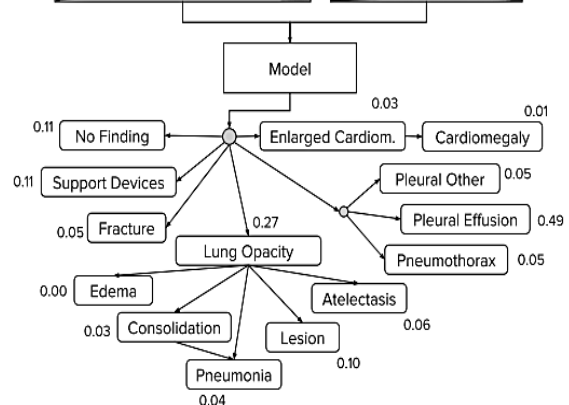 Model
0.03
0.01
0.11
No Finding
Enlarged Cardiom.
Cardiomegaly
0.11
Support Devices
Pleural Other
0.05
0.05
Fracture
0.27
Pleural Effusion
0.49
Lung Opacity
Pneumothorax
0.05
0.00
Edema
Atelectasis
0.06
0.03
Consolidation
Lesion
0.10
Pneumonia
0.04